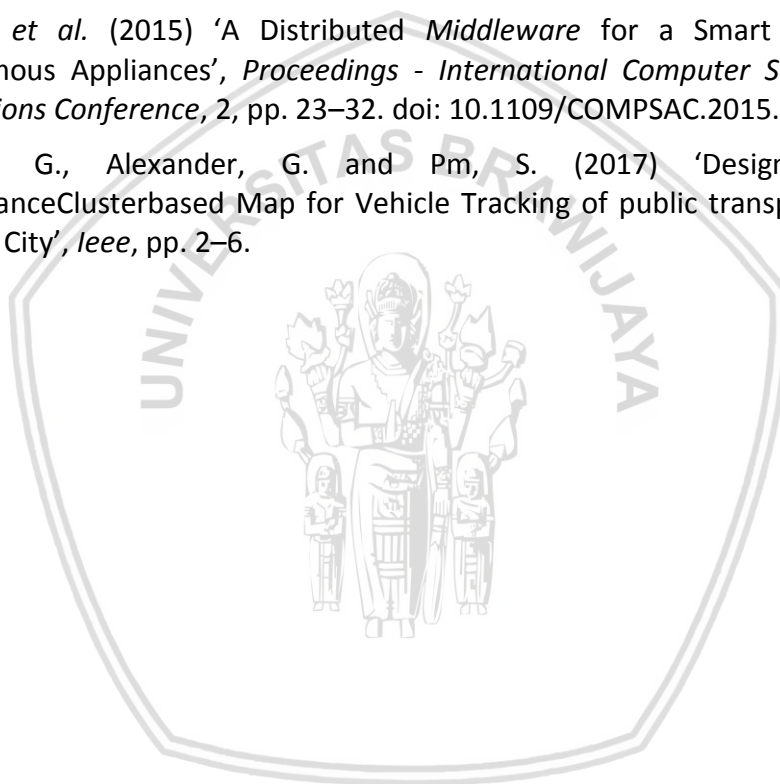 et al. (2015) ‘A Distributed Middleware for a Smart
nous Appliances’, Proceedings - International Computer S
ions Conference, 2, pp. 23–32. doi: 10.1109/COMPSAC.2015.
G., Alexander, G. and Pm, S. (2017) ‘Design
anceClusterbased Map for Vehicle Tracking of public transp
City’, Ieee, pp. 2–6.
UNIVERSITAS BRAWIJAYA